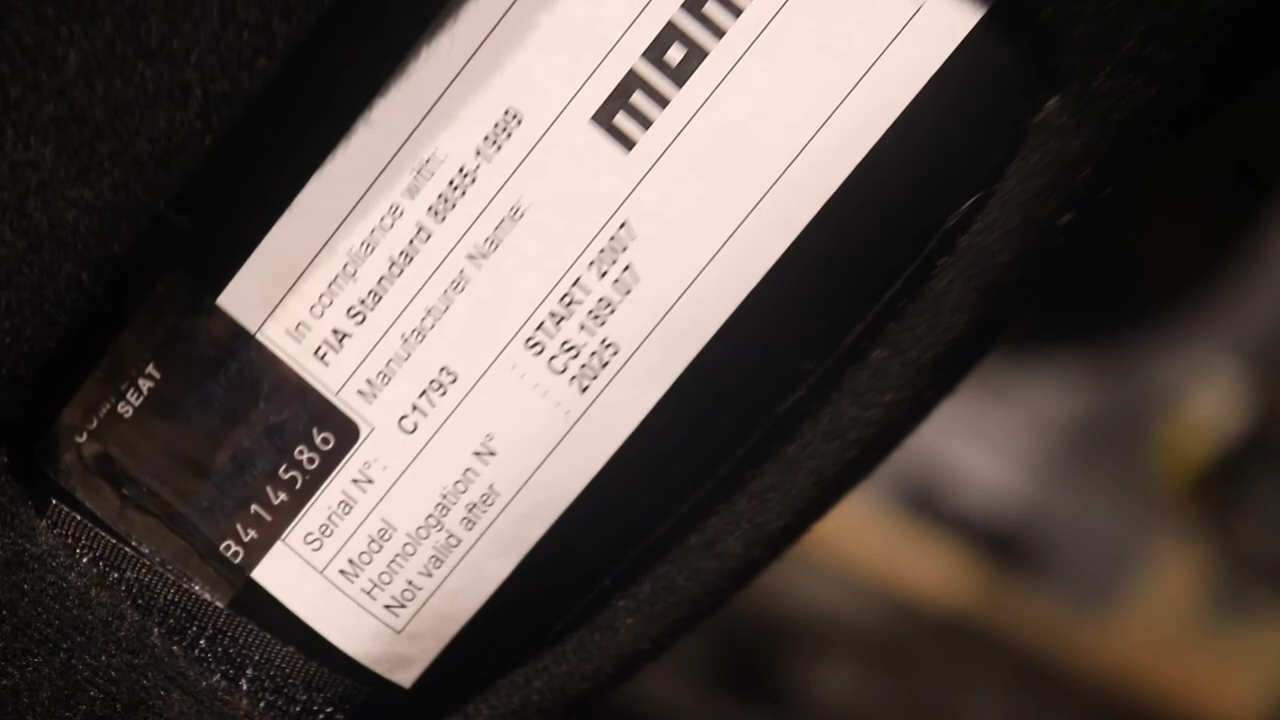 In compliance with:
FIA Standard 8855-1999
Manufacturer Name:
Serial N°: C1793
Model : START 2007
Homologation N° : CS.189.07
Not valid after : 2025
SEAT
B414586